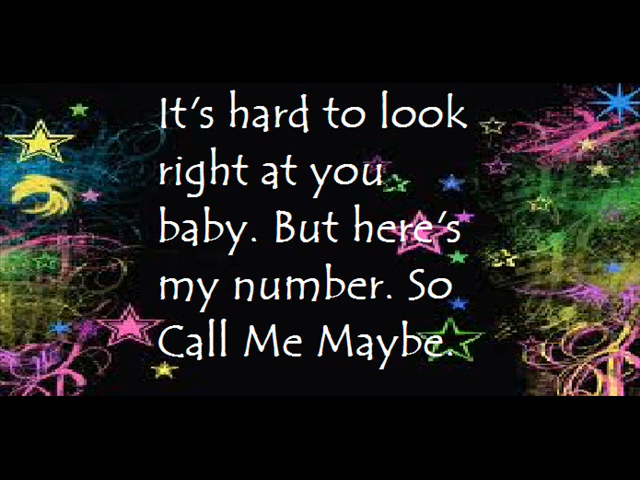 It's hard to look
right at you
baby. But here's
my number. So
Call Me Maybe.